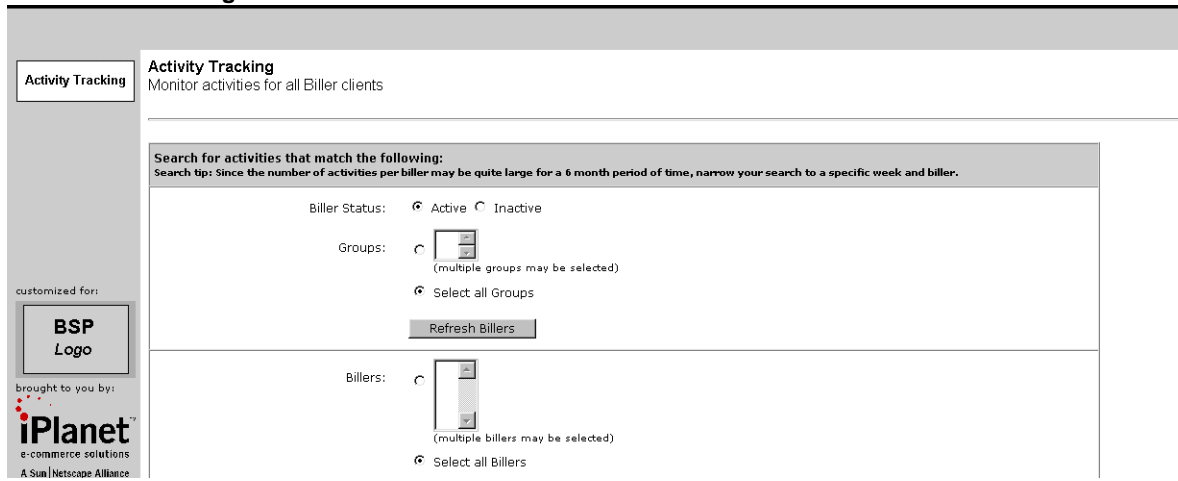 Activity Tracking
Activity Tracking
Monitor activities for all Biller clients
Search for activities that match the following:
Search tip: Since the number of activities per biller may be quite large for a 6 month period of time, narrow your search to a specific week and biller.
Biller Status: Active Inactive
Groups:
(multiple groups may be selected)
Select all Groups
Refresh Billers
Billers:
(multiple billers may be selected)
Select all Billers
customized for:
BSP
Logo
brought to you by:
iPlanet™
e-commerce solutions
A Sun | Netscape Alliance